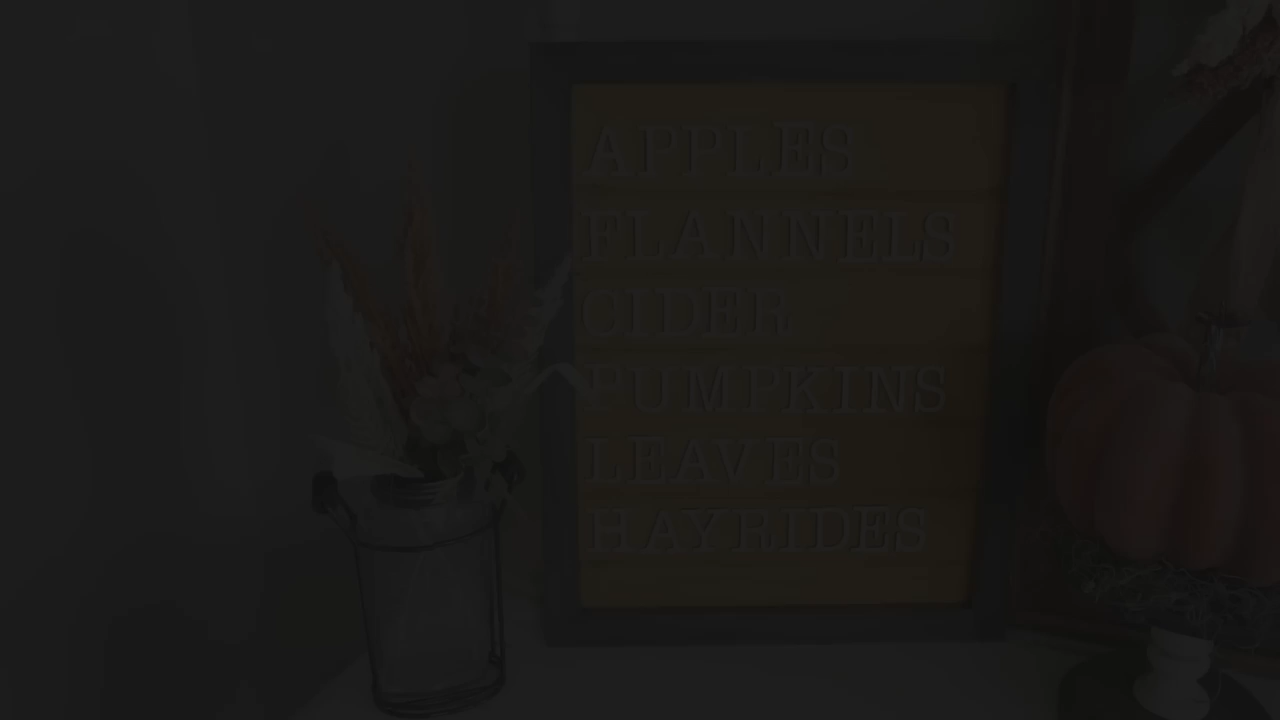 APPLES
FLANNELS
CIDER
PUMPKINS
LEAVES
HAYRIDES